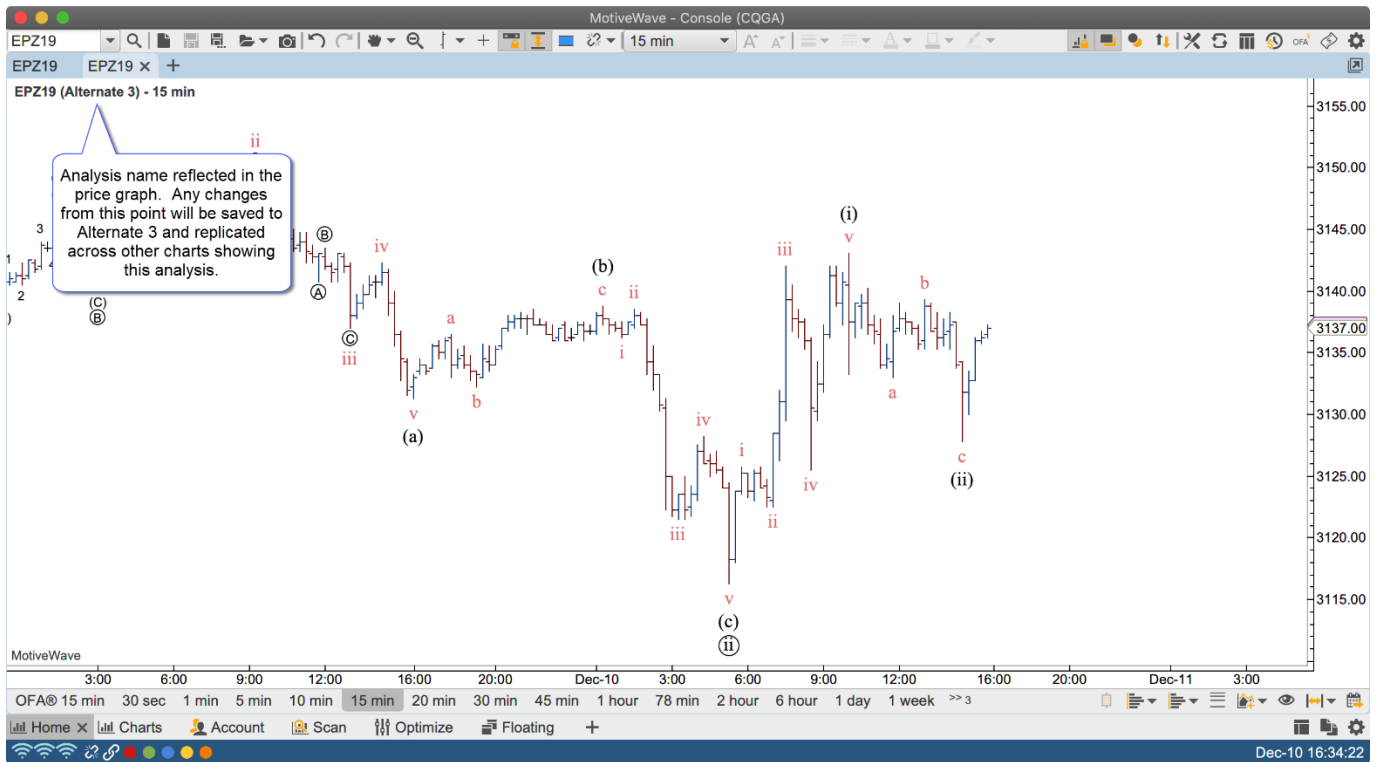 MotiveWave - Console (CQGA)
EPZ19 15 min A A A OFA
EPZ19 EPZ19 × +
EPZ19 (Alternate 3) - 15 min
Analysis name reflected in the
price graph. Any changes
from this point will be saved to
Alternate 3 and replicated
across other charts showing
this analysis.
3155.00
3150.00
3145.00
3140.00
3137.00
3135.00
3130.00
3125.00
3120.00
3115.00
ii
3
1
2
)
(C)
Ⓑ
Ⓑ
Ⓐ
Ⓒ
iii
iv
v
(a)
a
b
(b)
c
ii
i
iii
iv
v
(c)
ⓘⓘ
i
ii
iii
iv
(i)
v
a
b
c
(ii)
MotiveWave
3:00 6:00 9:00 12:00 16:00 20:00 Dec-10 3:00 6:00 9:00 12:00 16:00 20:00 Dec-11 3:00
OFA® 15 min 30 sec 1 min 5 min 10 min 15 min 20 min 30 min 45 min 1 hour 78 min 2 hour 6 hour 1 day 1 week >> 3
Home × Charts Account Scan Optimize Floating +
Dec-10 16:34:22